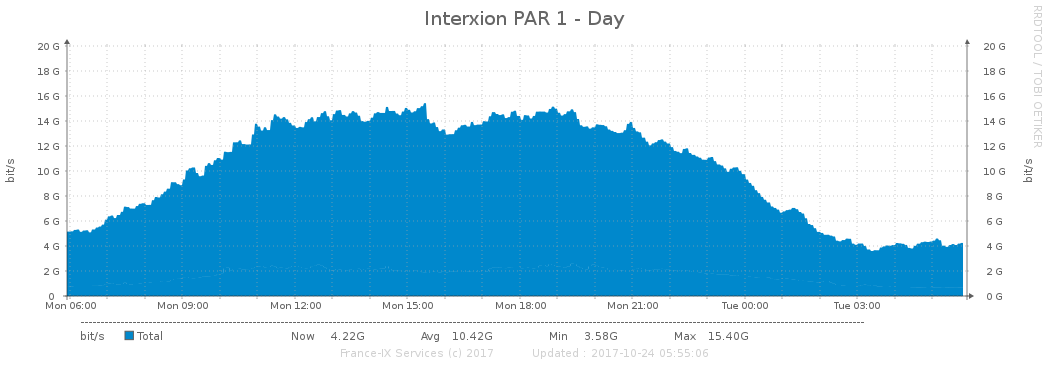 Interxion PAR 1 - Day
RRDTOOL / TOBI OETIKER
20 G 20 G
18 G 18 G
16 G 16 G
14 G 14 G
12 G 12 G
10 G 10 G
8 G 8 G
6 G 6 G
4 G 4 G
2 G 2 G
0 0 G
bit/s bit/s
Mon 06:00 Mon 09:00 Mon 12:00 Mon 15:00 Mon 18:00 Mon 21:00 Tue 00:00 Tue 03:00
bit/s Total Now 4.22G Avg 10.42G Min 3.58G Max 15.40G
France-IX Services (c) 2017 Updated : 2017-10-24 05:55:06